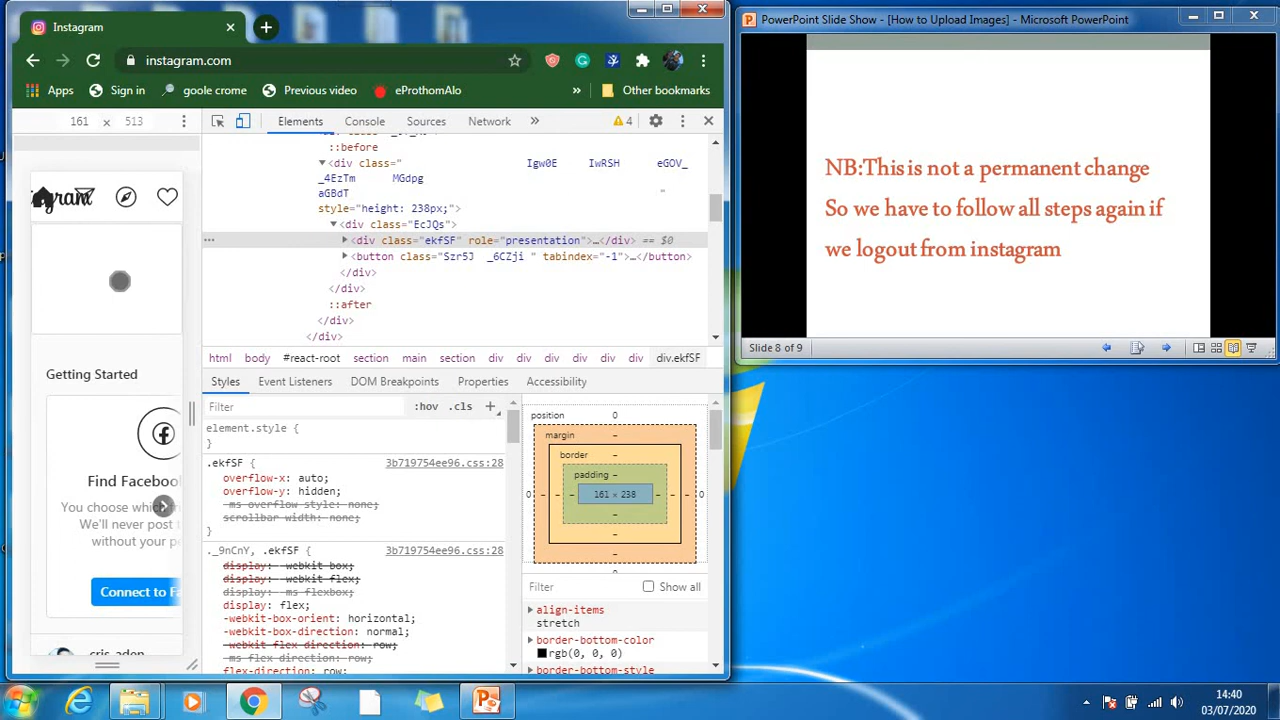 Instagram
PowerPoint Slide Show - [How to Upload Images] - Microsoft PowerPoint
instagram.com
Apps Sign in goole crome Previous video eProthomAlo » Other bookmarks
161 × 513
Elements Console Sources Network » 4
::before
<div class=" Igw0E IwRSH eGOV_
_4EzTm MGdpg
aGBdT "
style="height: 238px;">
<div class="EcJQs">
… <div class="ekfSF" role="presentation">…</div> == $0
<button class="Szr5J _6CZji " tabindex="-1">…</button>
</div>
</div>
::after
</div>
</div>
html body #react-root section main section div div div div div div.ekfSF
Styles Event Listeners DOM Breakpoints Properties Accessibility
Filter :hov .cls +
element.style {
}
.ekfSF { 3b719754ee96.css:28
overflow-x: auto;
overflow-y: hidden;
-ms-overflow-style: none;
scrollbar-width: none;
}
._9nCnY, .ekfSF { 3b719754ee96.css:28
display: -webkit-box;
display: -webkit-flex;
display: -ms-flexbox;
display: flex;
-webkit-box-orient: horizontal;
-webkit-box-direction: normal;
-webkit-flex-direction: row;
-ms-flex-direction: row;
flex-direction: row;
position 0
margin -
border -
padding -
0 - - - 161 × 238 - - - 0
-
-
-
Filter Show all
align-items
stretch
border-bottom-color
rgb(0, 0, 0)
border-bottom-style
Getting Started
Find Faceboo
You choose which
We'll never post
without your pe
Connect to Fa
cris_aden
NB:This is not a permanent change
So we have to follow all steps again if
we logout from instagram
Slide 8 of 9
14:40
03/07/2020